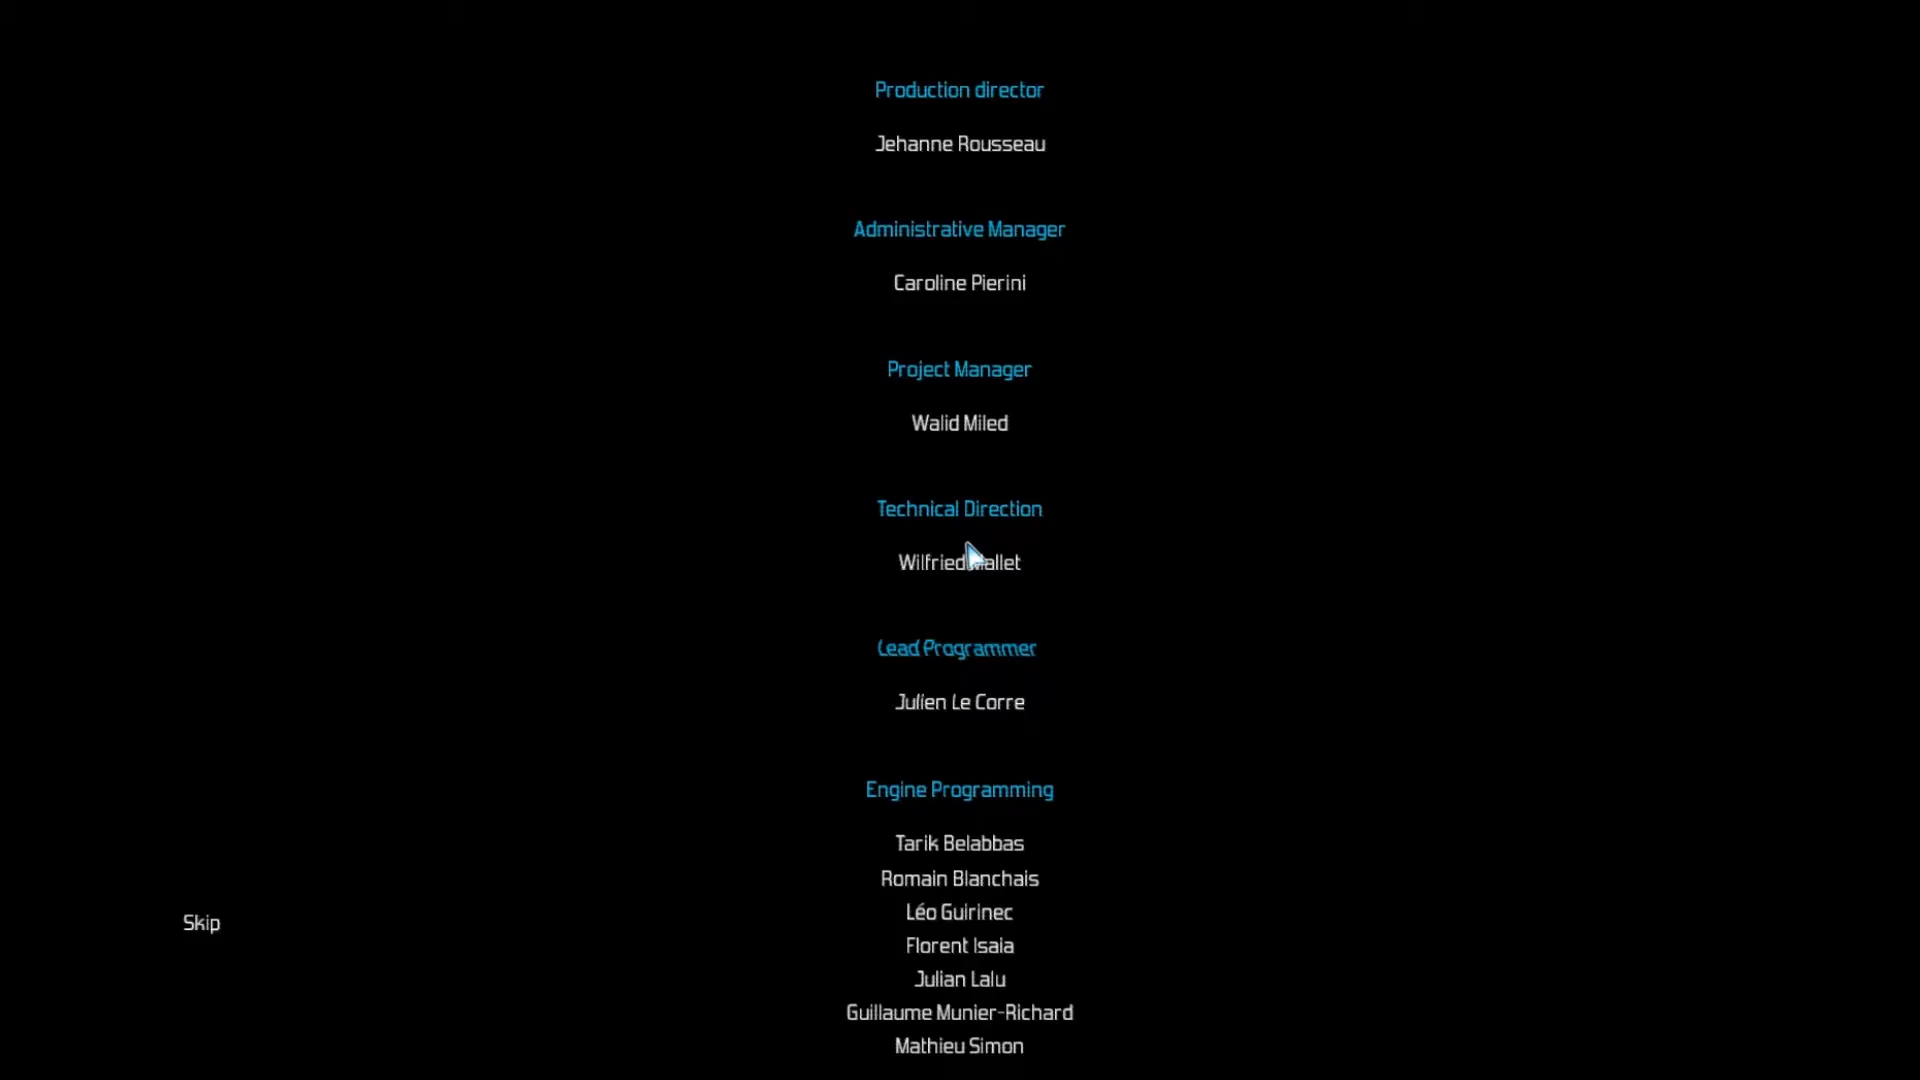 Production director
Jehanne Rousseau
Administrative Manager
Caroline Pierini
Project Manager
Walid Miled
Technical Direction
Wilfried
Lead Programmer
Julien Le Corre
Engine Programming
Tarik Belabbas
Romain Blanchais
Léo Guirinec
Florent Isaia
Julian Lalu
Guillaume Munier-Richard
Mathieu Simon
Skip